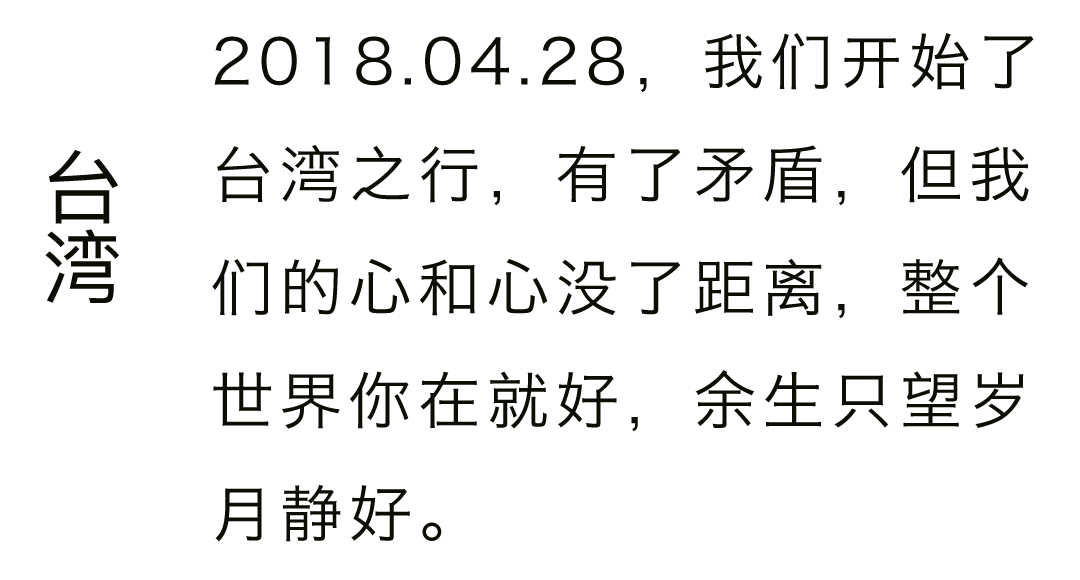 台湾
2018.04.28，我们开始了
台湾之行，有了矛盾，但我
们的心和心没了距离，整个
世界你在就好，余生只望岁
月静好。